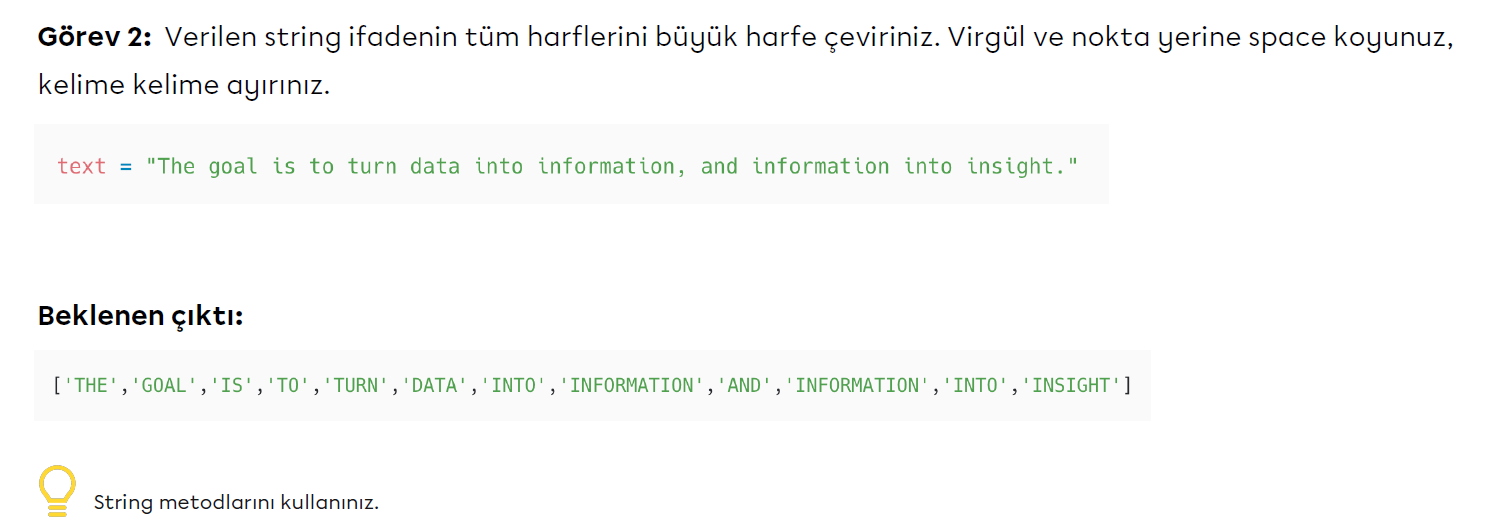 Görev 2: Verilen string ifadenin tüm harflerini büyük harfe çeviriniz. Virgül ve nokta yerine space koyunuz,
kelime kelime ayırınız.
text = "The goal is to turn data into information, and information into insight."
Beklenen çıktı:
['THE','GOAL','IS','TO','TURN','DATA','INTO','INFORMATION','AND','INFORMATION','INTO','INSIGHT']
String metodlarını kullanınız.